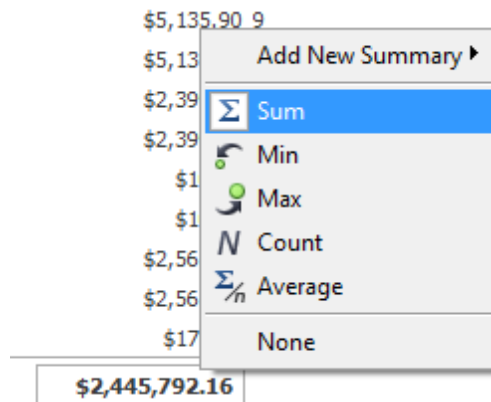 $5,135.90 9
$5,13
Add New Summary
$2,39
Σ Sum
$2,39
Min
$1
Max
$1
N Count
$2,56
Σ/n Average
$2,56
$17
None
$2,445,792.16